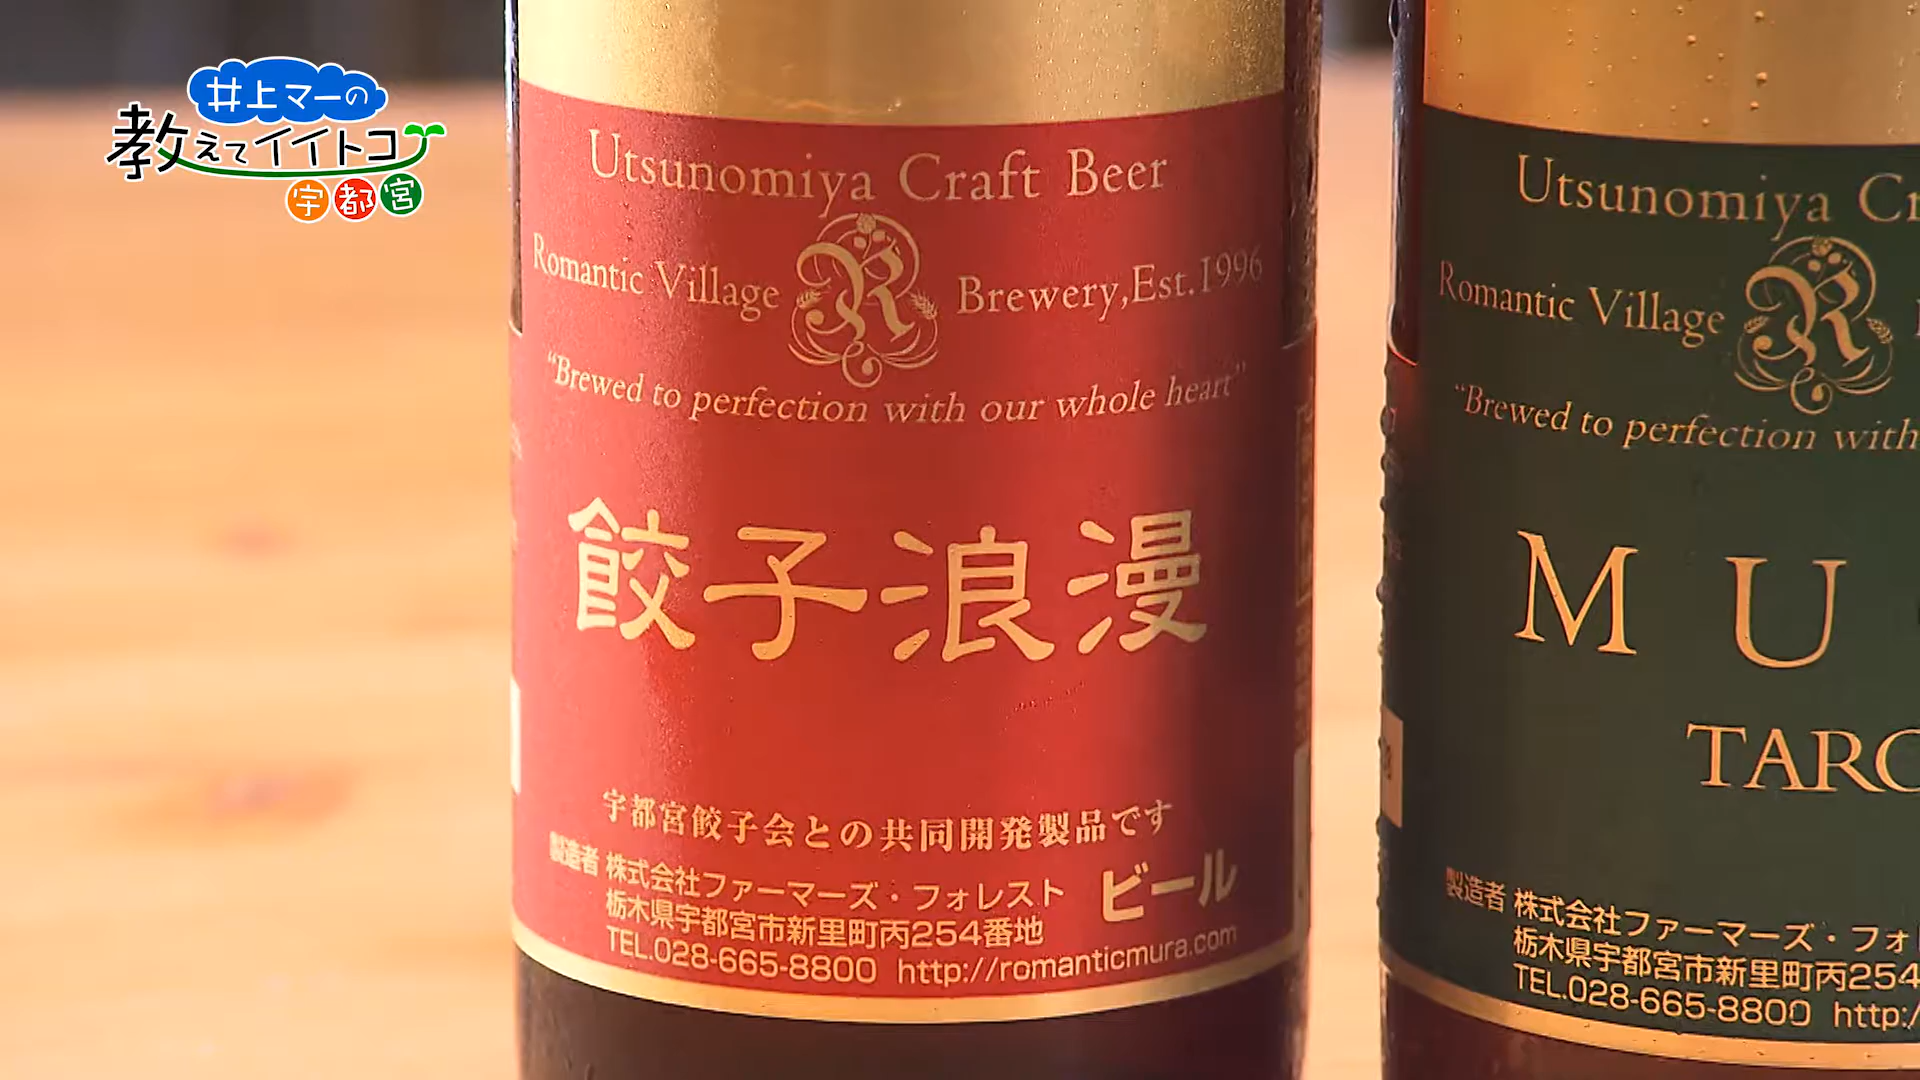 井上マーの
教えてイイトコ
宇都宮
Utsunomiya Craft Beer
Romantic Village R Brewery,Est.1996
“Brewed to perfection with our whole heart”
餃子浪漫
宇都宮餃子会との共同開発製品です
製造者 株式会社ファーマーズ・フォレスト
栃木県宇都宮市新里町丙254番地
ビール
TEL.028-665-8800 http://romanticmura.com
Utsunomiya Cr
Romantic Village R
“Brewed to perfection with
MU
TARO
製造者 株式会社ファーマーズ・フォ
栃木県宇都宮市新里町丙254
TEL.028-665-8800 http:/